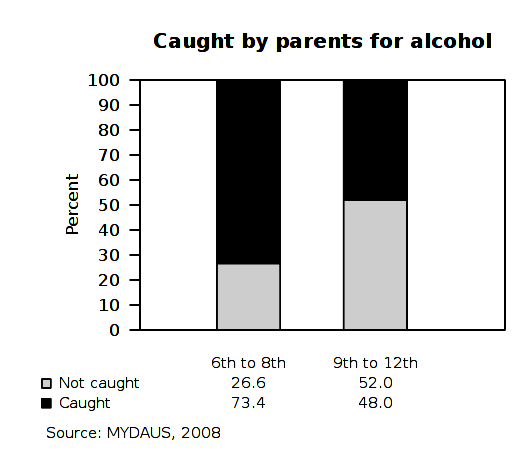 Caught by parents for alcohol
100
90
80
70
60
50
40
30
20
10
0
Percent
6th to 8th 9th to 12th
Not caught 26.6 52.0
Caught 73.4 48.0
Source: MYDAUS, 2008